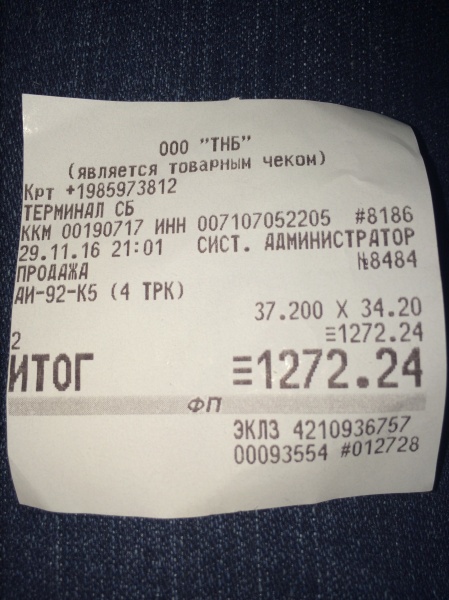 ООО "ТНБ"
(является товарным чеком)
Крт +1985973812
ТЕРМИНАЛ СБ
ККМ 00190717 ИНН 007107052205 #8186
29.11.16 21:01 СИСТ. АДМИНИСТРАТОР
ПРОДАЖА №8484
АИ-92-К5 (4 ТРК)
37.200 X 34.20
2 ≡1272.24
ИТОГ ≡1272.24
ФП
ЭКЛЗ 4210936757
00093554 #012728